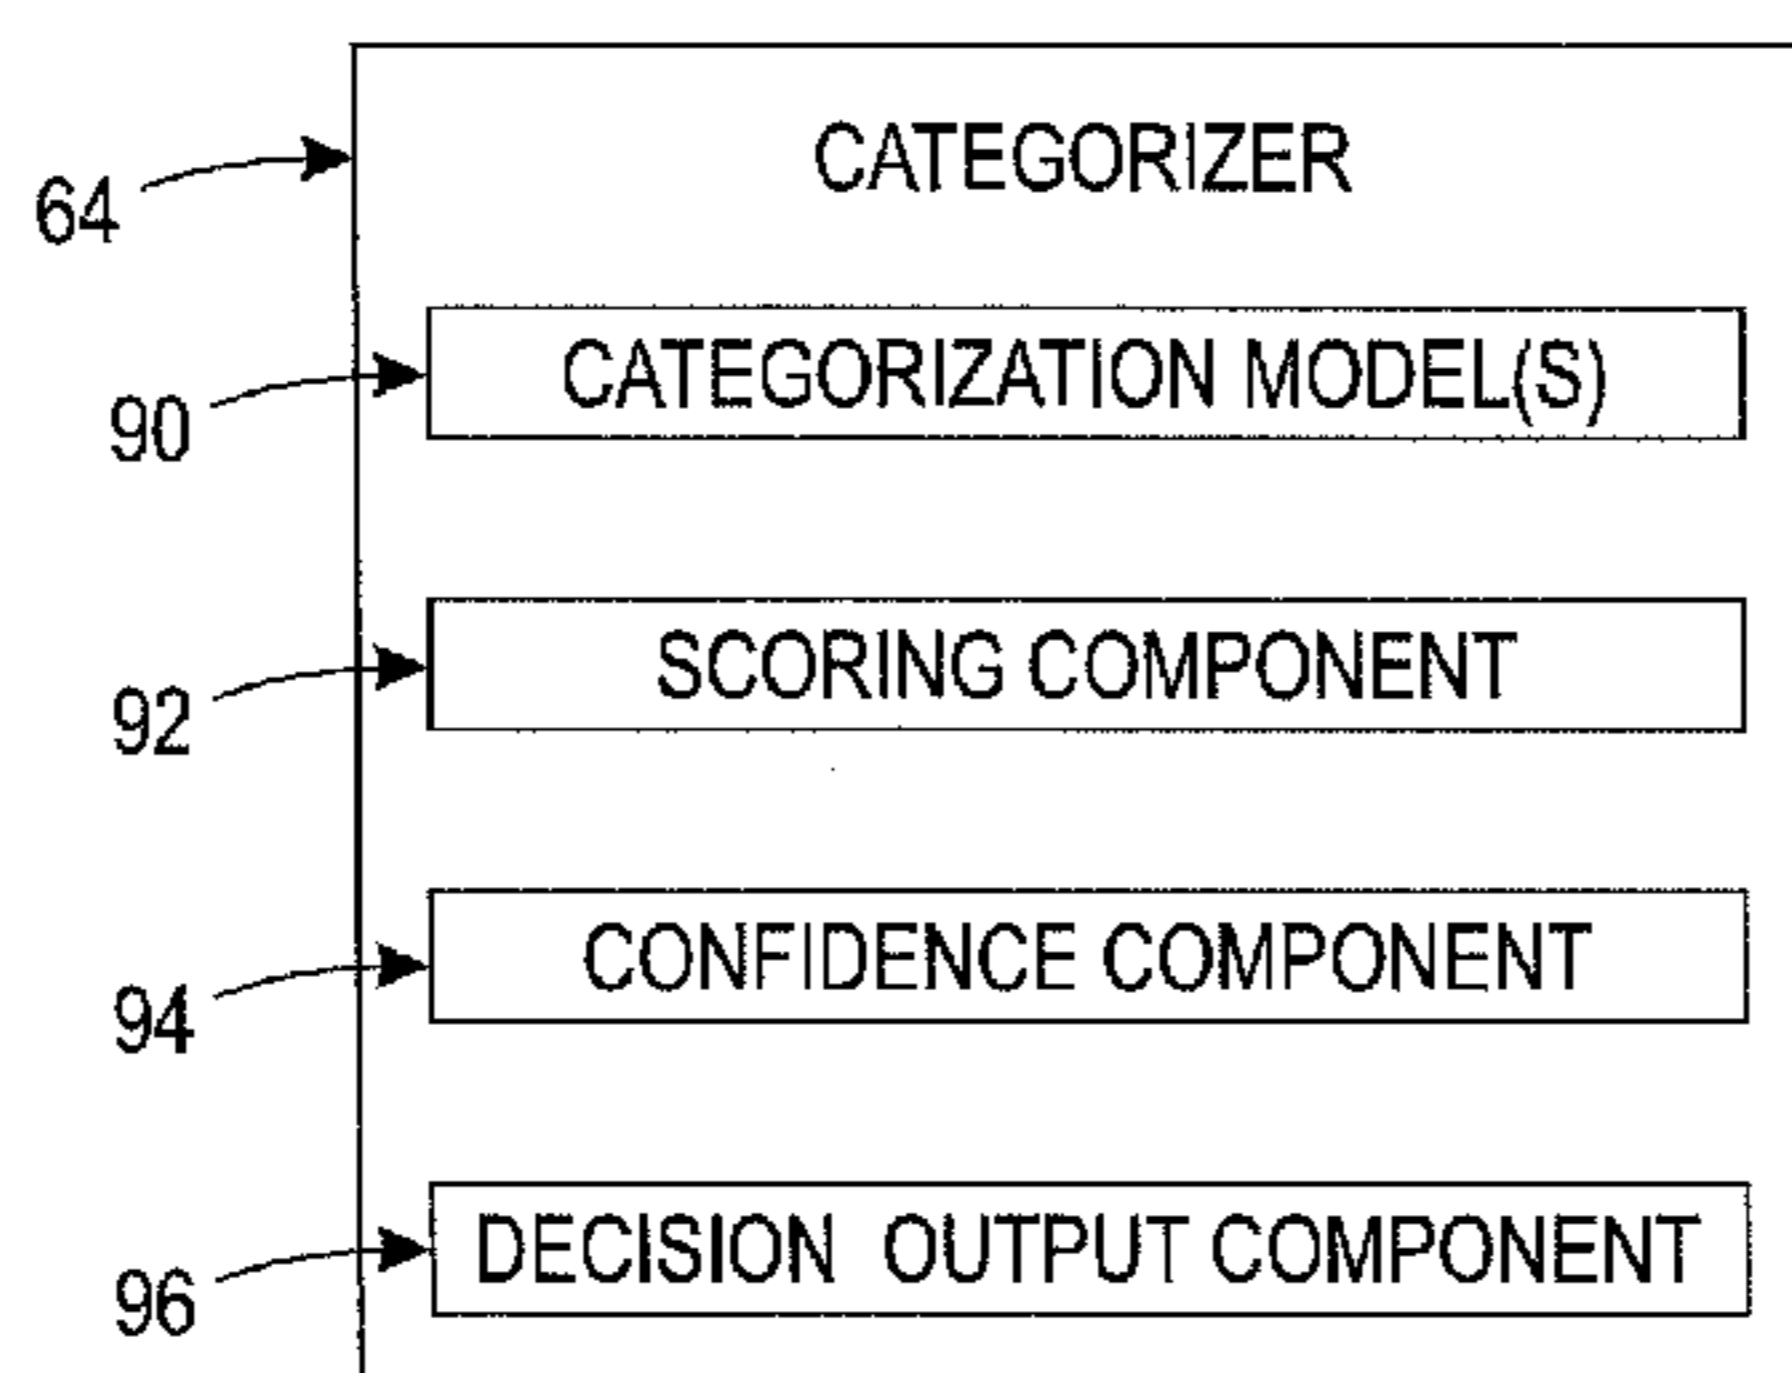 CATEGORIZER
64
CATEGORIZATION MODEL(S)
90
SCORING COMPONENT
92
CONFIDENCE COMPONENT
94
DECISION OUTPUT COMPONENT
96